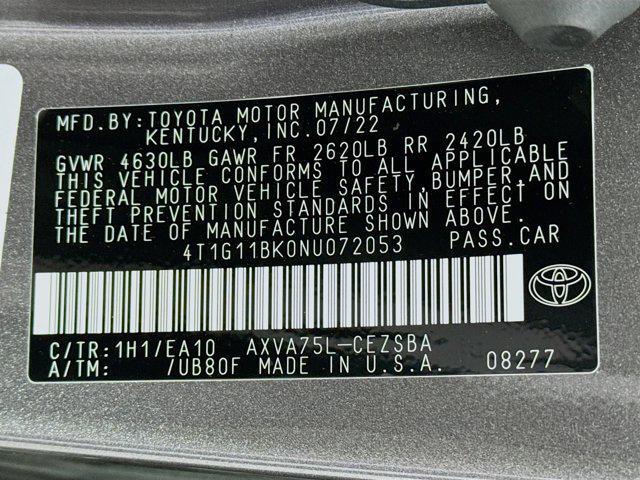 MFD.BY:TOYOTA MOTOR MANUFACTURING,
KENTUCKY,INC.07/22
GVWR 4630LB GAWR FR 2620LB RR 2420LB
THIS VEHICLE CONFORMS TO ALL APPLICABLE
FEDERAL MOTOR VEHICLE SAFETY,BUMPER,AND
THEFT PREVENTION STANDARDS IN EFFECT ON
THE DATE OF MANUFACTURE SHOWN ABOVE.
4T1G11BK0NU072053 PASS.CAR
C/TR:1H1/EA10 AXVA75L-CEZSBA
A/TM: /UB80F MADE IN U.S.A. 08277